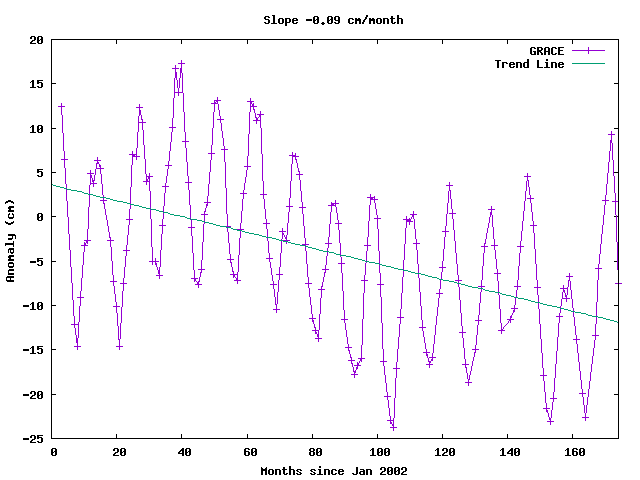 Slope -0.09 cm/month
GRACE
Trend Line
20
15
10
5
0
-5
-10
-15
-20
-25
Anomaly (cm)
0 20 40 60 80 100 120 140 160
Months since Jan 2002